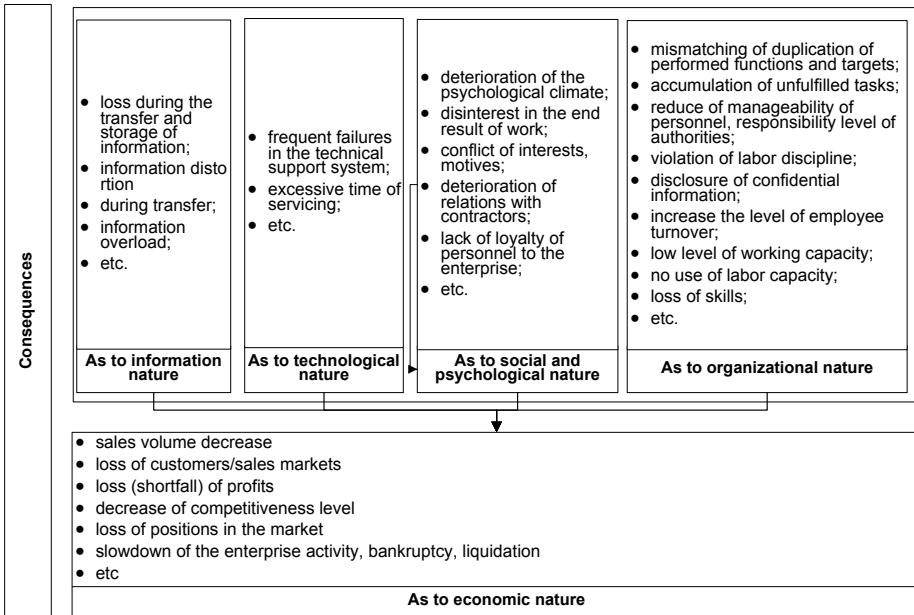 Consequences
• loss during the
transfer and
storage of
information;
• information disto
rtion
• during transfer;
• information
overload;
• etc.
As to information
nature
• frequent failures
in the technical
support system;
• excessive time of
servicing;
• etc.
As to technological
nature
• deterioration of the
psychological climate;
• disinterest in the end
result of work;
• conflict of interests,
motives;
• deterioration of
relations with
contractors;
• lack of loyalty of
personnel to the
enterprise;
• etc.
As to social and
psychological nature
• mismatching of duplication of
performed functions and targets;
• accumulation of unfulfilled tasks;
• reduce of manageability of
personnel, responsibility level of
authorities;
• violation of labor discipline;
• disclosure of confidential
information;
• increase the level of employee
turnover;
• low level of working capacity;
• no use of labor capacity;
• loss of skills;
• etc.
As to organizational nature
• sales volume decrease
• loss of customers/sales markets
• loss (shortfall) of profits
• decrease of competitiveness level
• loss of positions in the market
• slowdown of the enterprise activity, bankruptcy, liquidation
• etc
As to economic nature